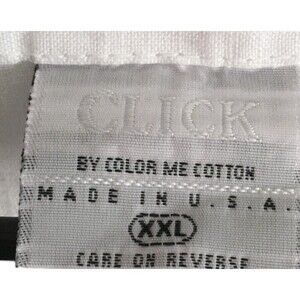 CLICK
BY COLOR ME COTTON
MADE IN U.S.A.
XXL
CARE ON REVERSE